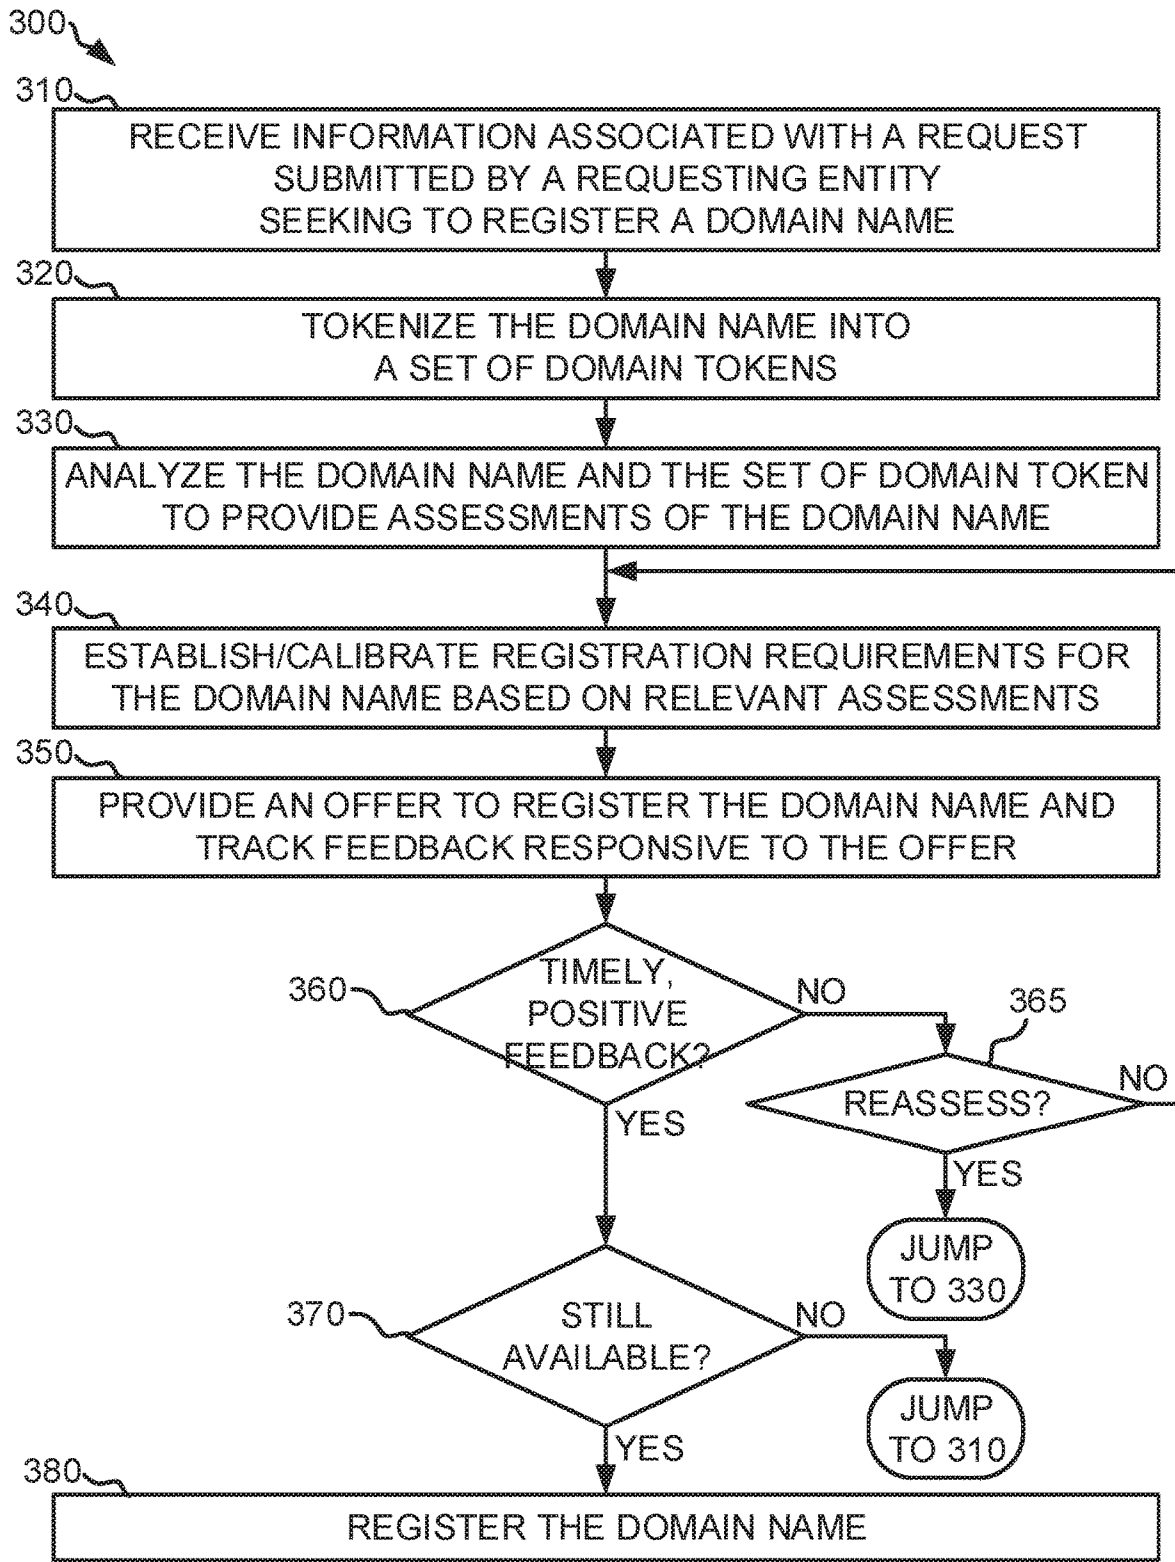 300
310
RECEIVE INFORMATION ASSOCIATED WITH A REQUEST
SUBMITTED BY A REQUESTING ENTITY
SEEKING TO REGISTER A DOMAIN NAME
320
TOKENIZE THE DOMAIN NAME INTO
A SET OF DOMAIN TOKENS
330
ANALYZE THE DOMAIN NAME AND THE SET OF DOMAIN TOKEN
TO PROVIDE ASSESSMENTS OF THE DOMAIN NAME
340
ESTABLISH/CALIBRATE REGISTRATION REQUIREMENTS FOR
THE DOMAIN NAME BASED ON RELEVANT ASSESSMENTS
350
PROVIDE AN OFFER TO REGISTER THE DOMAIN NAME AND
TRACK FEEDBACK RESPONSIVE TO THE OFFER
360
TIMELY,
POSITIVE
FEEDBACK?
NO
365
REASSESS?
NO
YES
YES
JUMP
TO 330
370
STILL
AVAILABLE?
NO
JUMP
TO 310
YES
380
REGISTER THE DOMAIN NAME